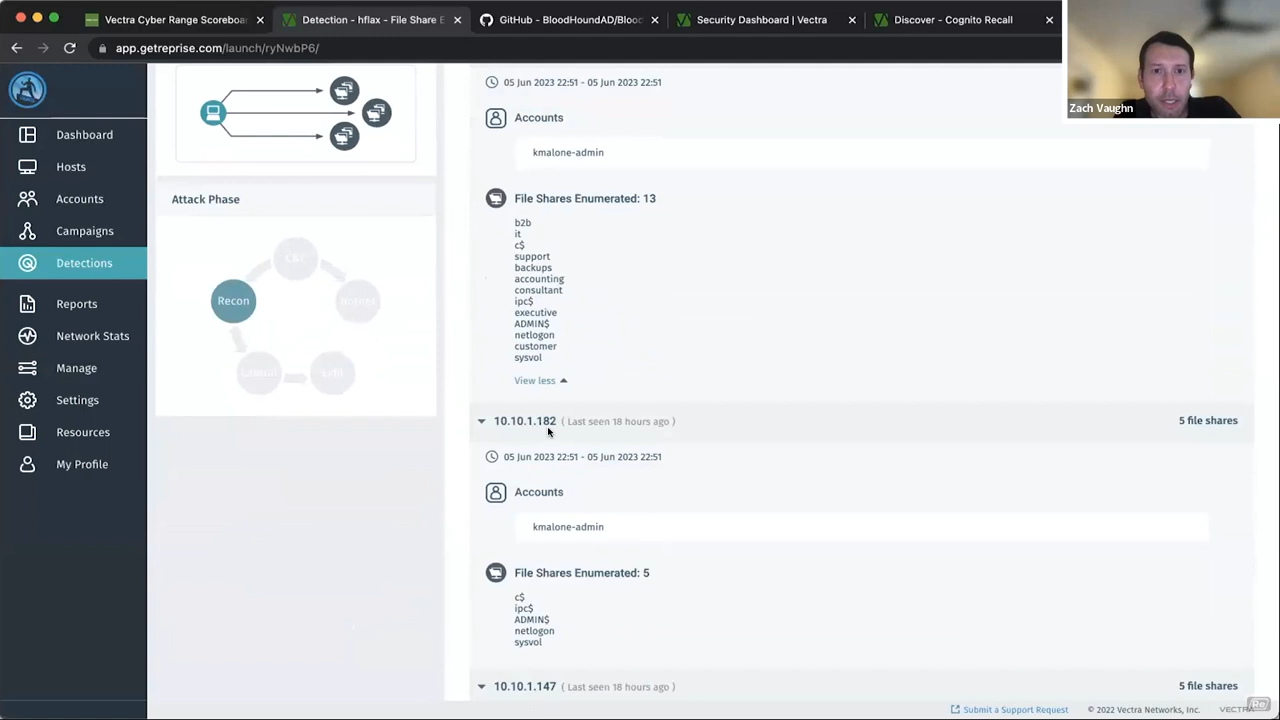 Vectra Cyber Range Scoreboa
Detection - hflax - File Share E
GitHub - BloodHoundAD/Blood
Security Dashboard | Vectra
Discover - Cognito Recall
app.getreprise.com/launch/ryNwbP6/
Zach Vaughn
Dashboard
Hosts
Accounts
Campaigns
Detections
Reports
Network Stats
Manage
Settings
Resources
My Profile
Attack Phase
C&C
Recon
Botnet
Lateral
Exfil
05 Jun 2023 22:51 - 05 Jun 2023 22:51
Accounts
kmalone-admin
File Shares Enumerated: 13
b2b
it
c$
support
backups
accounting
consultant
ipc$
executive
ADMIN$
netlogon
customer
sysvol
View less
10.10.1.182 ( Last seen 18 hours ago ) 5 file shares
05 Jun 2023 22:51 - 05 Jun 2023 22:51
Accounts
kmalone-admin
File Shares Enumerated: 5
c$
ipc$
ADMIN$
netlogon
sysvol
10.10.1.147 ( Last seen 18 hours ago ) 5 file shares
Submit a Support Request © 2022 Vectra Networks, Inc. VECTRA
Re